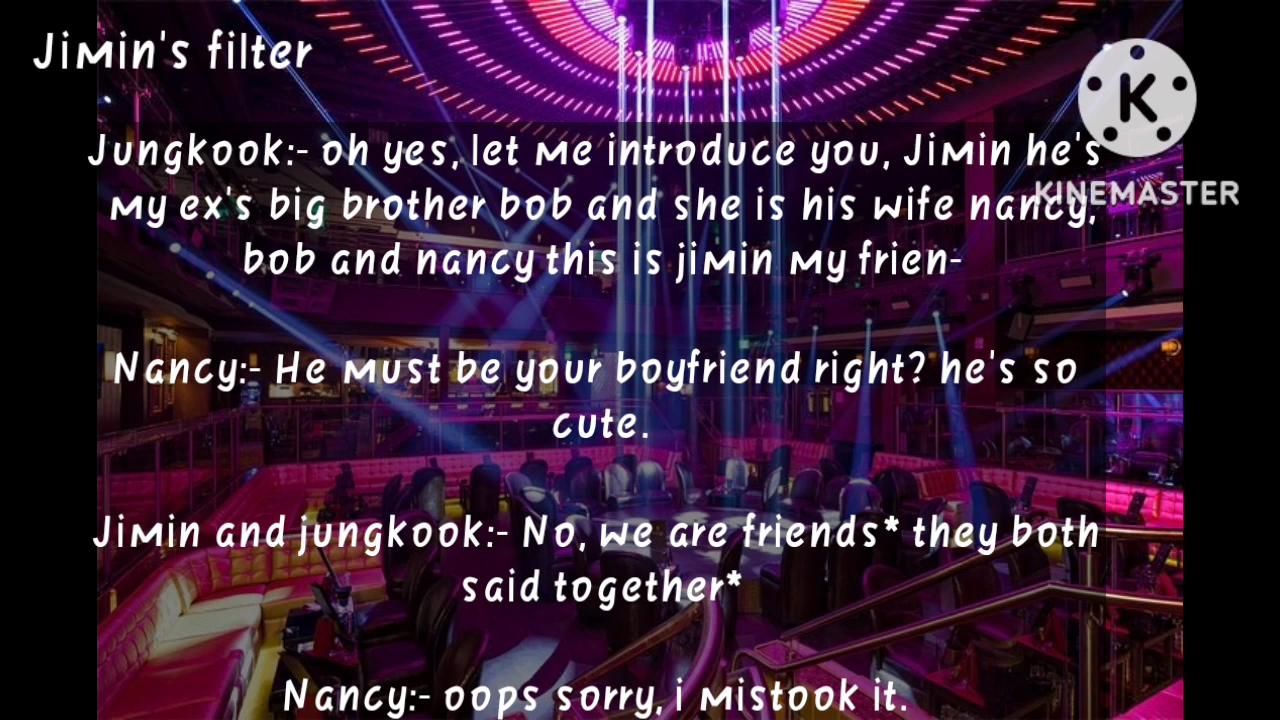 Jimin's filter
K
KINEMASTER
Jungkook:- oh yes, let me introduce you, Jimin he's
my ex's big brother bob and she is his wife nancy,
bob and nancy this is jimin my frien-
Nancy:- He must be your boyfriend right? he's so
cute.
Jimin and jungkook:- No, we are friends* they both
said together*
Nancy:- oops sorry, i mistook it.